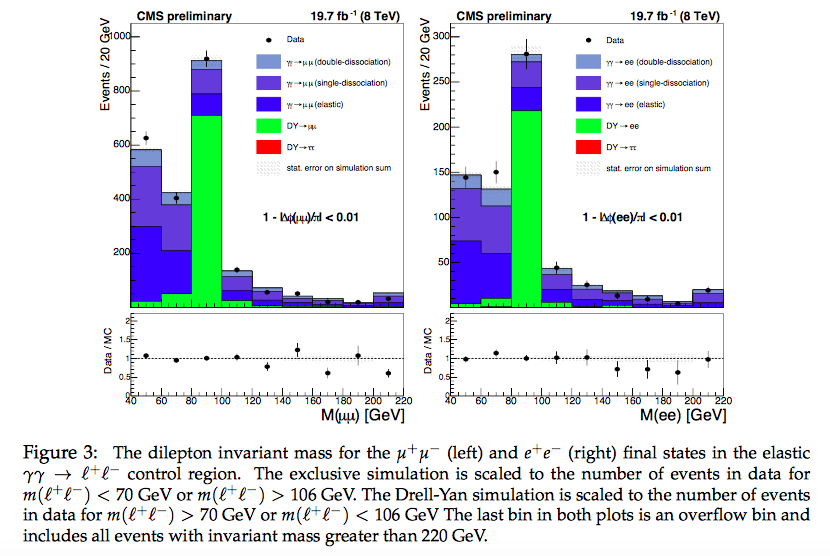 CMS preliminary 19.7 fb⁻¹ (8 TeV)
Events / 20 GeV
1000
800
600
400
200
Data
γγ→μμ (double-dissociation)
γγ→μμ (single-dissociation)
γγ→μμ (elastic)
DY→μμ
DY→ττ
stat. error on simulation sum
1 - |Δφ(μμ)/π| < 0.01
Data / MC
2
1.5
1
0.5
0
40 60 80 100 120 140 160 180 200 220
M(μμ) [GeV]
CMS preliminary 19.7 fb⁻¹ (8 TeV)
Events / 20 GeV
300
250
200
150
100
50
Data
γγ→ee (double-dissociation)
γγ→ee (single-dissociation)
γγ→ee (elastic)
DY→ee
DY→ττ
stat. error on simulation sum
1 - |Δφ(ee)/π| < 0.01
Data / MC
2
1.5
1
0.5
0
40 60 80 100 120 140 160 180 200 220
M(ee) [GeV]
Figure 3: The dilepton invariant mass for the μ⁺μ⁻ (left) and e⁺e⁻ (right) final states in the elastic
γγ → ℓ⁺ℓ⁻ control region. The exclusive simulation is scaled to the number of events in data for
m(ℓ⁺ℓ⁻) < 70 GeV or m(ℓ⁺ℓ⁻) > 106 GeV. The Drell-Yan simulation is scaled to the number of events
in data for m(ℓ⁺ℓ⁻) > 70 GeV or m(ℓ⁺ℓ⁻) < 106 GeV The last bin in both plots is an overflow bin and
includes all events with invariant mass greater than 220 GeV.